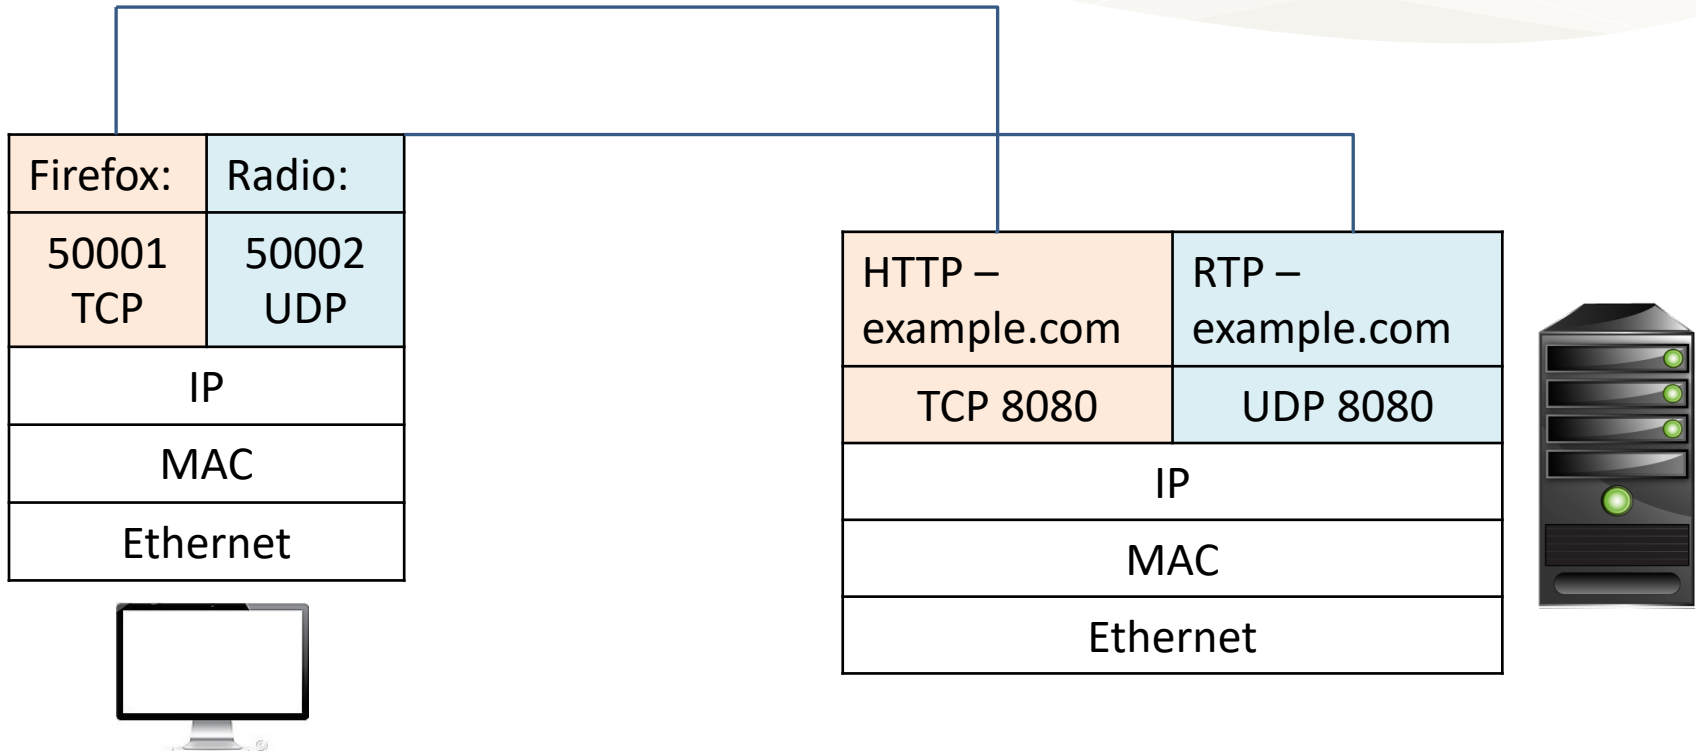 Firefox:
Radio:
50001
TCP
50002
UDP
IP
MAC
Ethernet
HTTP –
example.com
RTP –
example.com
TCP 8080
UDP 8080
IP
MAC
Ethernet